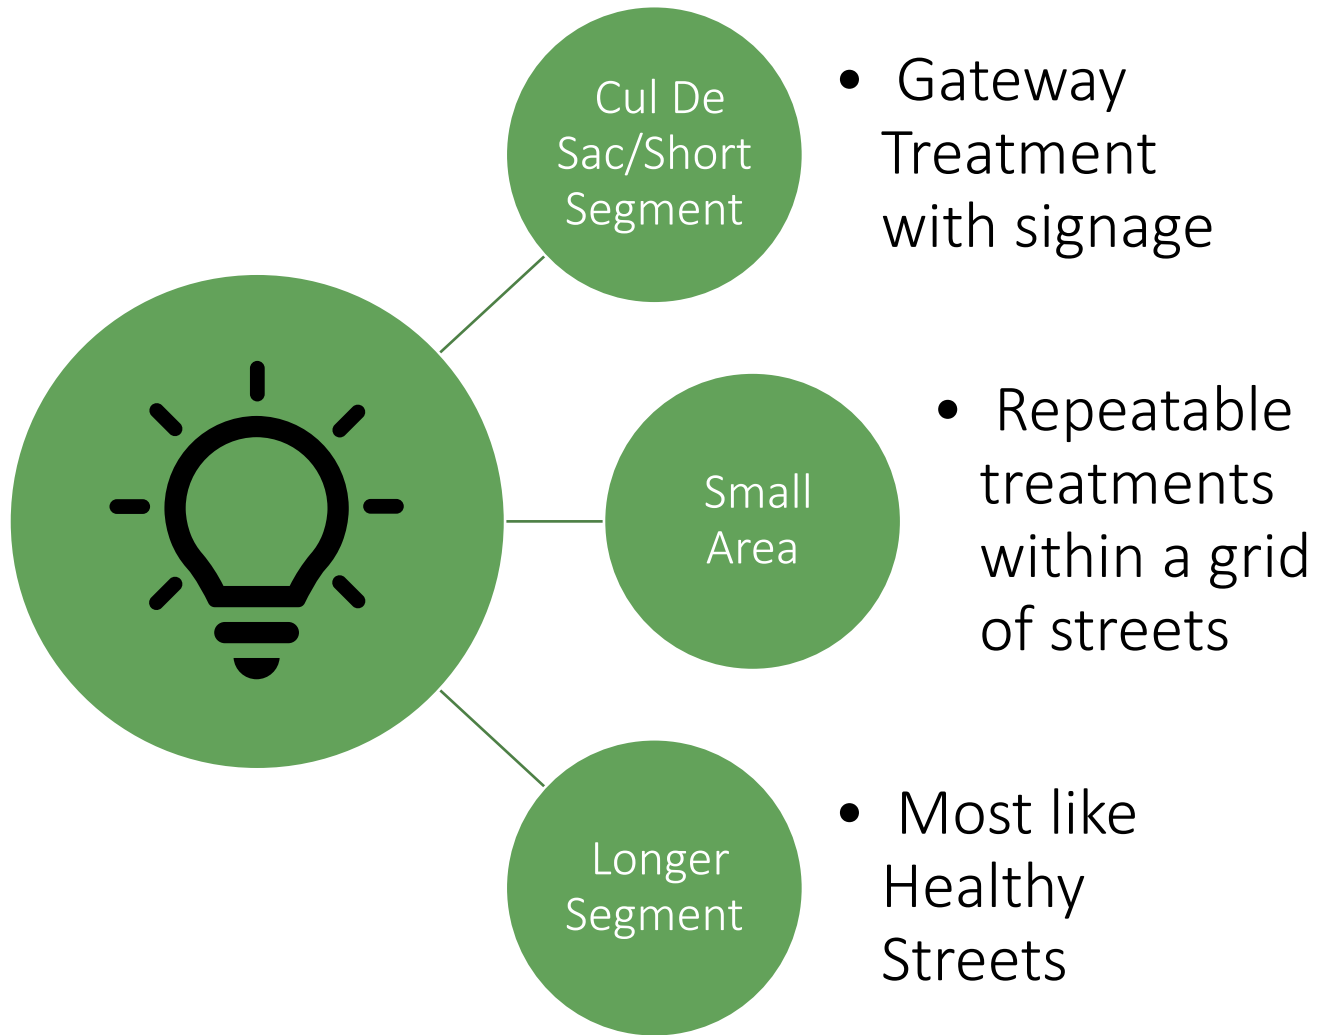 Cul De
Sac/Short
Segment
• Gateway
Treatment
with signage
Small
Area
• Repeatable
treatments
within a grid
of streets
Longer
Segment
• Most like
Healthy
Streets